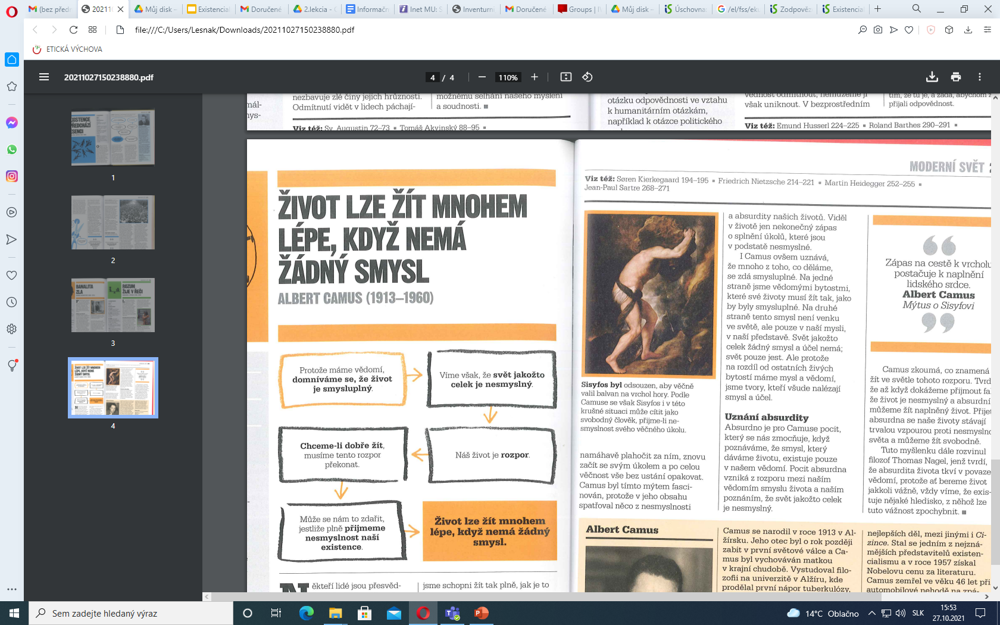 (bez před
20211
Můj disk –
Existencial
Doručené
2.lekcia -
Informačn
Inet MU: S
Inventurni
Doručené
Groups | I
Můj disk –
Úschovna
/el/fss/eku
Zodpověz
Existencial
file:///C:/Users/Lesnak/Downloads/20211027150238880.pdf
ETICKÁ VÝCHOVA
20211027150238880.pdf
4 / 4
110%
1
2
BANALITA
ZLA
ROZUM
ŽIJE V ŘEČI
3
4
mál-
mys-
nezbavuje zlé činy jejich hrůznosti.
Odmítnutí vidět v lidech páchají-
možnému selhání našeho myšlení
a soudnosti. ■
Viz též: Sv. Augustin 72–73 ■ Tomáš Akvinský 88–95 ■
otázku odpovědnosti ve vztahu
k humanitárním otázkám,
například k otázce politického
vědnost odmítnout, nemůžeme jí
však uniknout. V bezprostředním
tím, že tu je, a žádá, abychom z
přijali odpovědnost.
Viz též: Emund Husserl 224–225 ■ Roland Barthes 290–291 ■
ŽIVOT LZE ŽÍT MNOHEM
LÉPE, KDYŽ NEMÁ
ŽÁDNÝ SMYSL
ALBERT CAMUS (1913–1960)
Protože máme vědomí,
domníváme se, že život
je smysluplný.
Víme však, že svět jakožto
celek je nesmyslný.
Náš život je rozpor.
Chceme-li dobře žít,
musíme tento rozpor
překonat.
Může se nám to zdařit,
jestliže plně přijmeme
nesmyslnost naší
existence.
Život lze žít mnohem
lépe, když nemá žádný
smysl.
Někteří lidé jsou přesvěd-
jsme schopni žít tak plně, jak je to
MODERNÍ SVĚT
Viz též: Søren Kierkegaard 194–195 ■ Friedrich Nietzsche 214–221 ■ Martin Heidegger 252–255 ■
Jean-Paul Sartre 268–271
Sisyfos byl odsouzen, aby věčně
valil balvan na vrchol hory. Podle
Camuse se však Sisyfos i v této
krušné situaci může cítit jako
svobodný člověk, přijme-li ne-
smyslnost svého věčného úkolu.
namáhavě plahočit za ním, znovu
začít se svým úkolem a po celou
věčnost vše bez ustání opakovat.
Camus byl tímto mýtem fasci-
nován, protože v jeho obsahu
spatřoval něco z nesmyslnosti
a absurdity našich životů. Viděl
v životě jen nekonečný zápas
o splnění úkolů, které jsou
v podstatě nesmyslné.
I Camus ovšem uznává,
že mnoho z toho, co děláme,
se zdá smysluplné. Na jedné
straně jsme vědomými bytostmi,
které své životy musí žít tak, jako
by byly smysluplné. Na druhé
straně tento smysl není venku
ve světě, ale pouze v naší mysli,
v naší představě. Svět jakožto
celek žádný smysl a účel nemá;
svět pouze jest. Ale protože
na rozdíl od ostatních živých
bytostí máme mysl a vědomí,
jsme tvory, kteří všude nalézají
smysl a účel.
Uznání absurdity
Absurdno je pro Camuse pocit,
který se nás zmocňuje, když
poznáváme, že smysl, který
dáváme životu, existuje pouze
v našem vědomí. Pocit absurdna
vzniká z rozporu mezi naším
vědomím smyslu života a naším
poznáním, že svět jakožto celek
je nesmyslný.
Zápas na cestě k vrcholu
postačuje k naplnění
lidského srdce.
Albert Camus
Mýtus o Sisyfovi
Camus zkoumá, co znamená
žít ve světle tohoto rozporu. Tvrd
že až když dokážeme přijmout fa
že život je nesmyslný a absurdní
můžeme žít naplněný život. Přijet
absurdna se naše životy stávají
trvalou vzpourou proti nesmyslno
světa a můžeme žít svobodně.
Tuto myšlenku dále rozvinul
filozof Thomas Nagel, jenž tvrdí,
že absurdita života tkví v povaze
vědomí, protože ať bereme život
jakkoli vážně, vždy víme, že exis-
tuje nějaké hledisko, z něhož lze
tuto vážnost zpochybnit. ■
Albert Camus
Camus se narodil v roce 1913 v Al-
žírsku. Jeho otec byl o rok později
zabit v první světové válce a Ca-
mus byl vychováván matkou
v krajní chudobě. Vystudoval filo-
zofii na univerzitě v Alžíru, kde
prodělal první nápor tuberkulózy,
nejlepších děl, mezi jinými i Ci-
zince. Stal se jedním z nejzná-
mějších představitelů existen-
cialismu a v roce 1957 získal
Nobelovu cenu za literaturu.
Camus zemřel ve věku 46 let při
automobilové nehodě na zpá-
Sem zadejte hledaný výraz
14°C Oblačno
SLK
15:53
27.10.2021